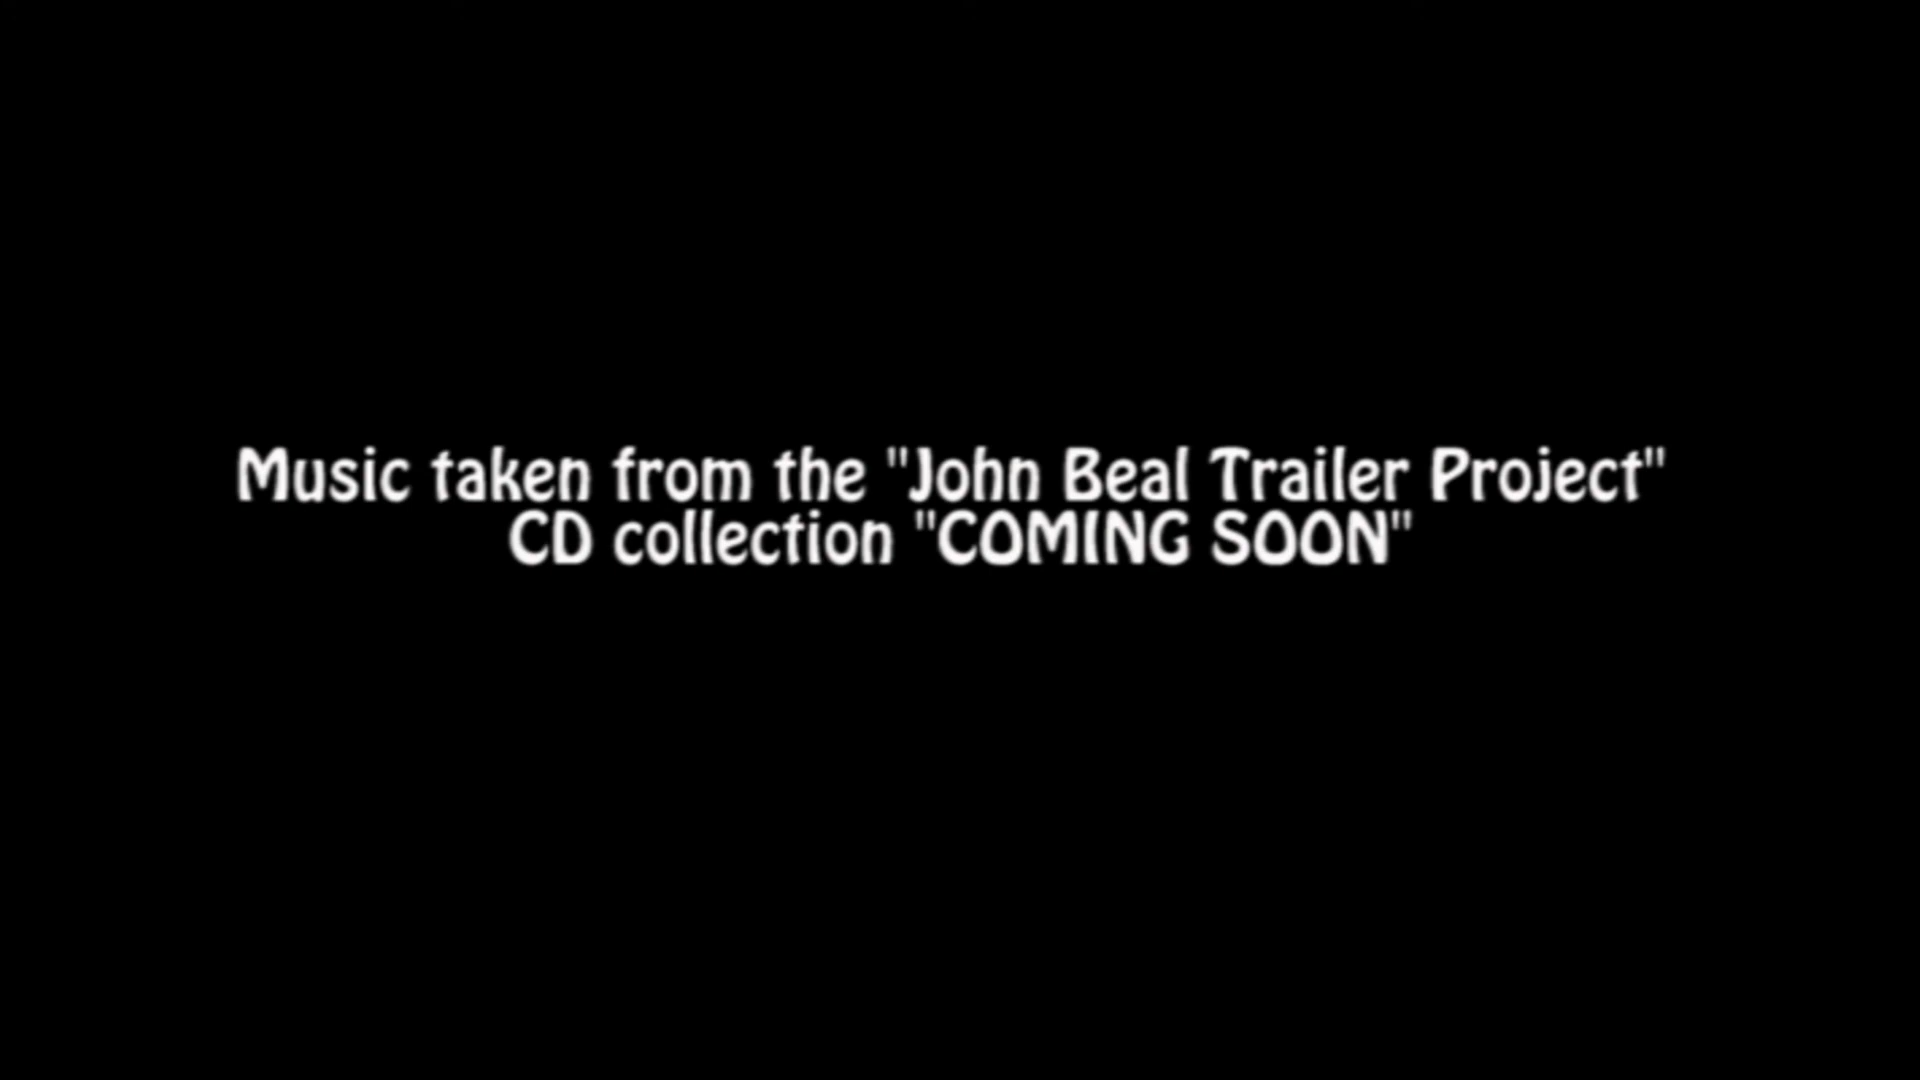 Music taken from the "John Beal Trailer Project"
CD collection "COMING SOON"